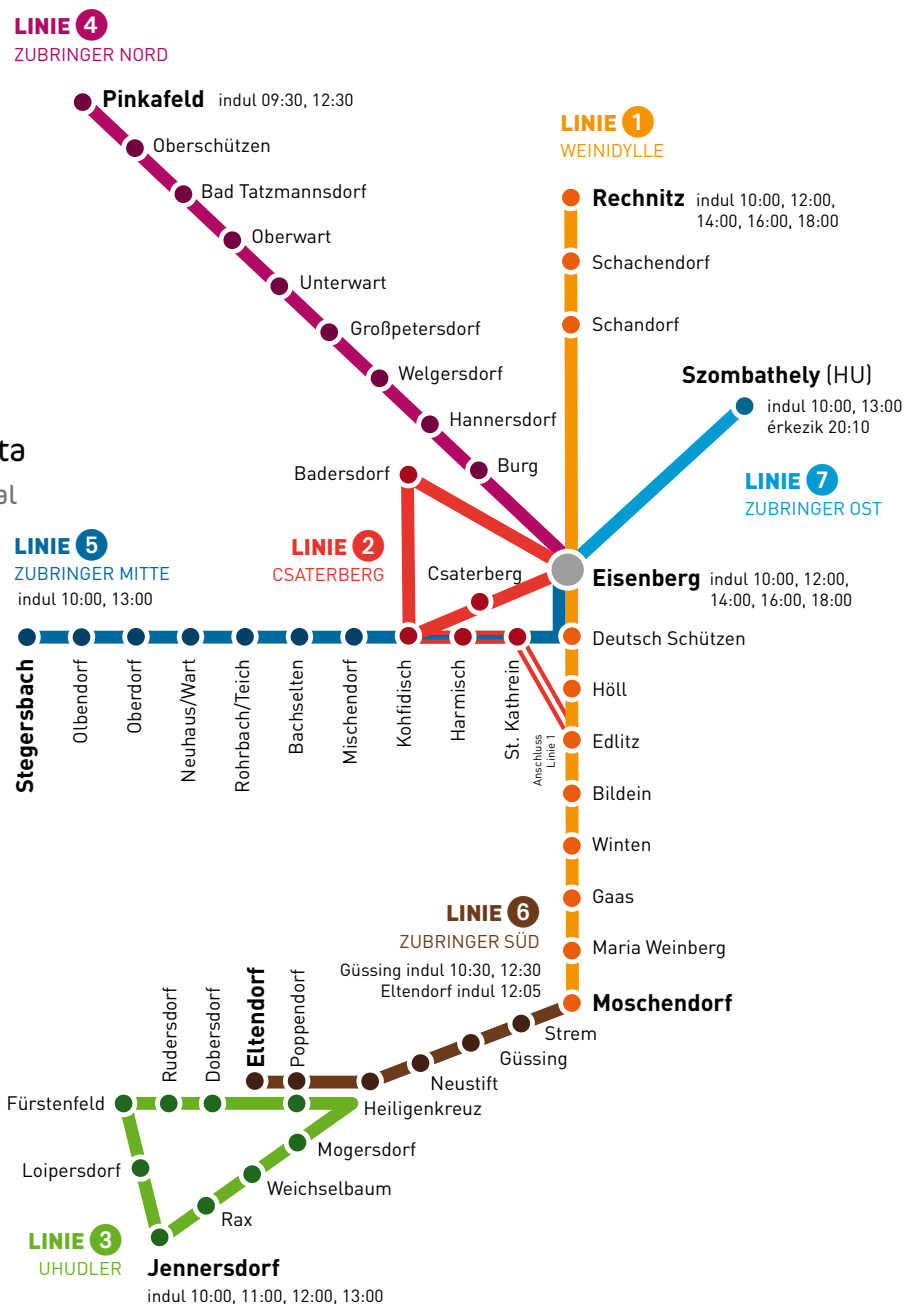 LINIE 4
ZUBRINGER NORD
Pinkafeld indul 09:30, 12:30
Oberschützen
Bad Tatzmannsdorf
Oberwart
Unterwart
Großpetersdorf
Welgersdorf
Hannersdorf
Burg
LINIE 1
WEINIDYLLE
Rechnitz indul 10:00, 12:00,
14:00, 16:00, 18:00
Schachendorf
Schandorf
Szombathely (HU)
indul 10:00, 13:00
érkezik 20:10
LINIE 7
ZUBRINGER OST
ta
al
Badersdorf
LINIE 2
CSATERBERG
Csaterberg
LINIE 5
ZUBRINGER MITTE
indul 10:00, 13:00
Eisenberg indul 10:00, 12:00,
14:00, 16:00, 18:00
Stegersbach
Olbendorf
Oberdorf
Neuhaus/Wart
Rohrbach/Teich
Bachselten
Mischendorf
Kohfidisch
Harmisch
St. Kathrein
Anschluss
Linie 1
Deutsch Schützen
Höll
Edlitz
Bildein
Winten
Gaas
Maria Weinberg
Moschendorf
LINIE 6
ZUBRINGER SÜD
Güssing indul 10:30, 12:30
Eltendorf indul 12:05
Strem
Güssing
Neustift
Heiligenkreuz
Poppendorf
Eltendorf
Dobersdorf
Rudersdorf
Fürstenfeld
Loipersdorf
Mogersdorf
Weichselbaum
Rax
LINIE 3
UHUDLER
Jennersdorf
indul 10:00, 11:00, 12:00, 13:00